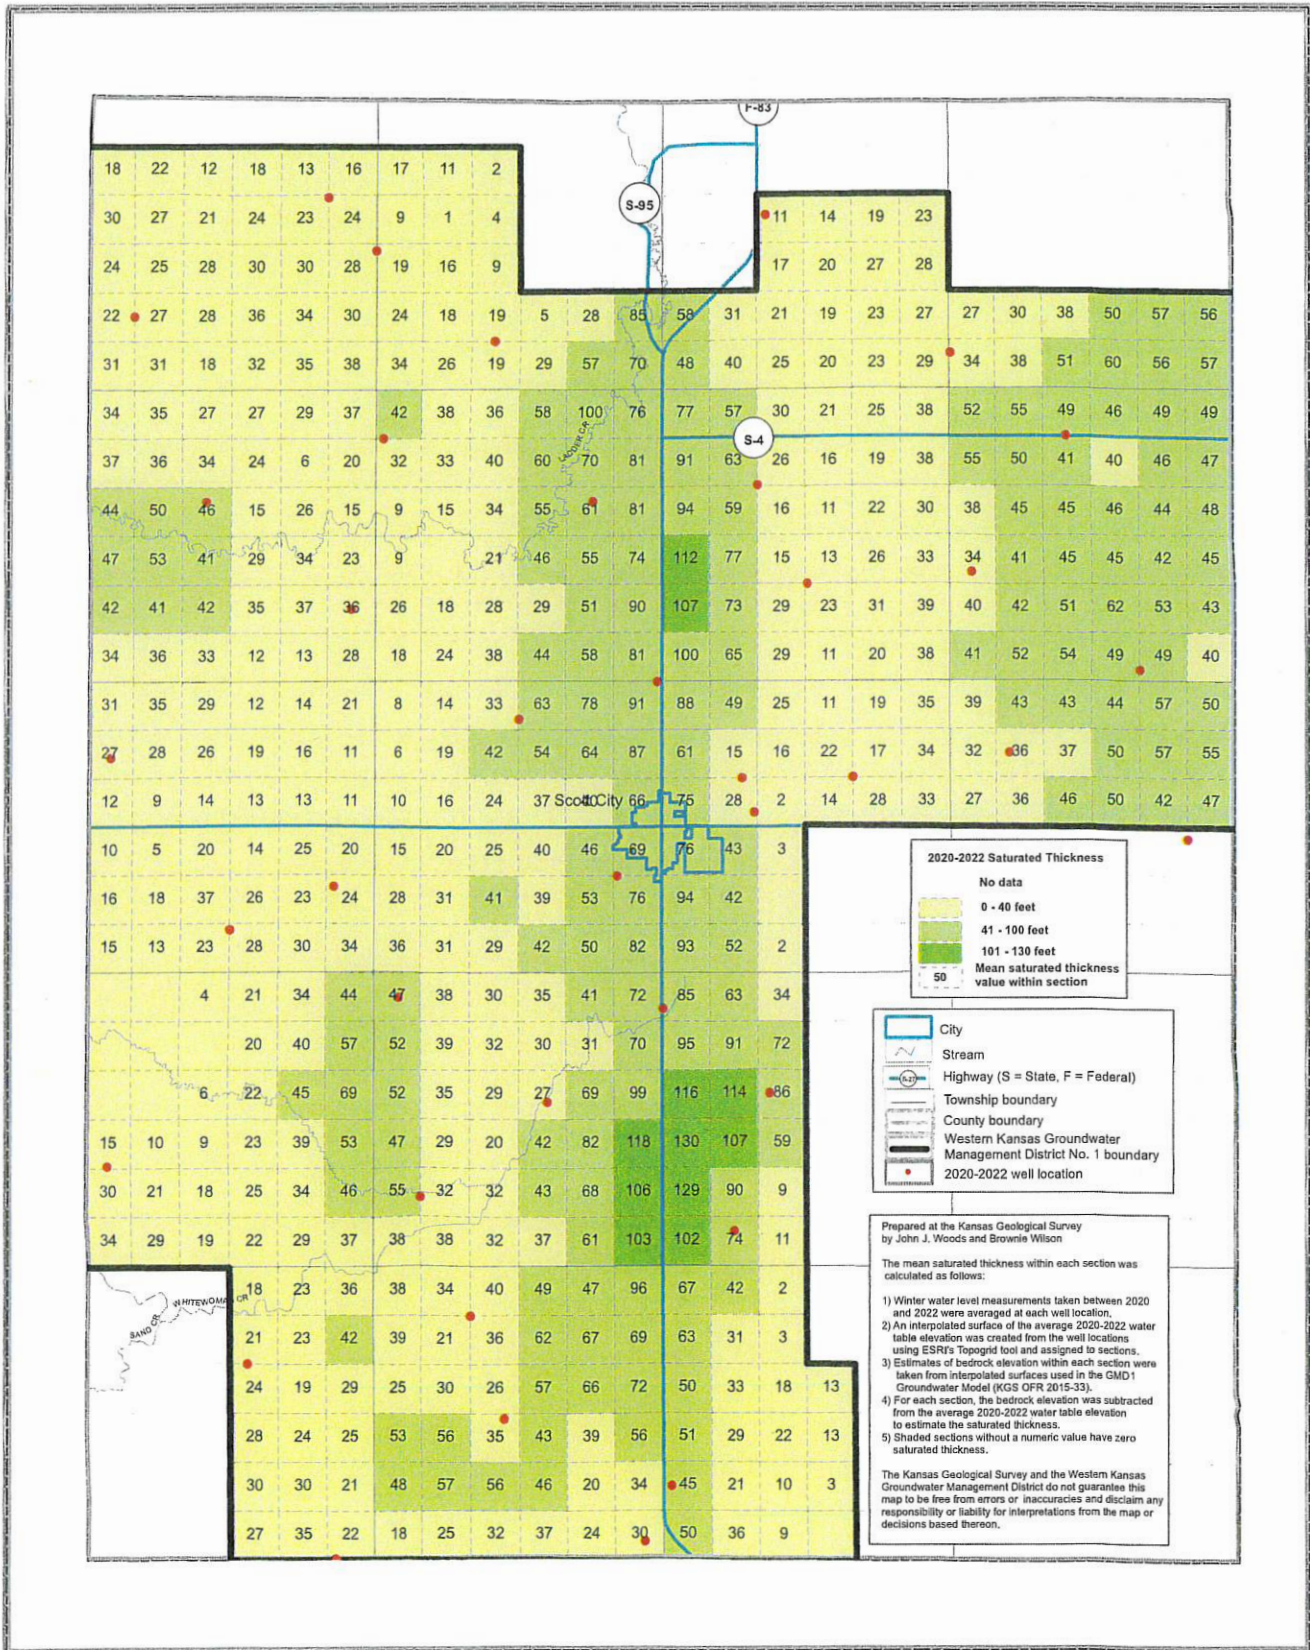 F-83
18 22 12 18 13 16 17 11 2
S-95
30 27 21 24 23 24 9 1 4 11 14 19 23
24 25 28 30 30 28 19 16 9 17 20 27 28
22 27 28 36 34 30 24 18 19 5 28 85 58 31 21 19 23 27 27 30 38 50 57 56
31 31 18 32 35 38 34 26 19 29 57 70 48 40 25 20 23 29 34 38 51 60 56 57
34 35 27 27 29 37 42 38 36 58 100 76 77 57 30 21 25 38 52 55 49 46 49 49
S-4
LADDER CR
37 36 34 24 6 20 32 33 40 60 70 81 91 63 26 16 19 38 55 50 41 40 46 47
44 50 46 15 26 15 9 15 34 55 61 81 94 59 16 11 22 30 38 45 45 46 44 48
47 53 41 29 34 23 9 21 46 55 74 112 77 15 13 26 33 34 41 45 45 42 45
42 41 42 35 37 36 26 18 28 29 51 90 107 73 29 23 31 39 40 42 51 62 53 43
34 36 33 12 13 28 18 24 38 44 58 81 100 65 29 11 20 38 41 52 54 49 49 40
31 35 29 12 14 21 8 14 33 63 78 91 88 49 25 11 19 35 39 43 43 44 57 50
27 28 26 19 16 11 6 19 42 54 64 87 61 15 16 22 17 34 32 36 37 50 57 55
12 9 14 13 13 11 10 16 24 37 40 66 75 28 2 14 28 33 27 36 46 50 42 47
Scott City
10 5 20 14 25 20 15 20 25 40 46 69 76 43 3
16 18 37 26 23 24 28 31 41 39 53 76 94 42
15 13 23 28 30 34 36 31 29 42 50 82 93 52 2
4 21 34 44 47 38 30 35 41 72 85 63 34
20 40 57 52 39 32 30 31 70 95 91 72
6 22 45 69 52 35 29 27 69 99 116 114 86
15 10 9 23 39 53 47 29 20 42 82 118 130 107 59
30 21 18 25 34 46 55 32 32 43 68 106 129 90 9
34 29 19 22 29 37 38 38 32 37 61 103 102 74 11
18 23 36 38 34 40 49 47 96 67 42 2
WHITEWOMAN CR
SAND CR
21 23 42 39 21 36 62 67 69 63 31 3
24 19 29 25 30 26 57 66 72 50 33 18 13
28 24 25 53 56 35 43 39 56 51 29 22 13
30 30 21 48 57 56 46 20 34 45 21 10 3
27 35 22 18 25 32 37 24 30 50 36 9
2020-2022 Saturated Thickness
No data
0 - 40 feet
41 - 100 feet
101 - 130 feet
50 Mean saturated thickness
value within section
City
Stream
Highway (S = State, F = Federal)
Township boundary
County boundary
Western Kansas Groundwater
Management District No. 1 boundary
2020-2022 well location
Prepared at the Kansas Geological Survey
by John J. Woods and Brownie Wilson
The mean saturated thickness within each section was
calculated as follows:
1) Winter water level measurements taken between 2020
and 2022 were averaged at each well location.
2) An interpolated surface of the average 2020-2022 water
table elevation was created from the well locations
using ESRI's Topogrid tool and assigned to sections.
3) Estimates of bedrock elevation within each section were
taken from interpolated surfaces used in the GMD1
Groundwater Model (KGS OFR 2015-33).
4) For each section, the bedrock elevation was subtracted
from the average 2020-2022 water table elevation
to estimate the saturated thickness.
5) Shaded sections without a numeric value have zero
saturated thickness.
The Kansas Geological Survey and the Western Kansas
Groundwater Management District do not guarantee this
map to be free from errors or inaccuracies and disclaim any
responsibility or liability for interpretations from the map or
decisions based thereon.